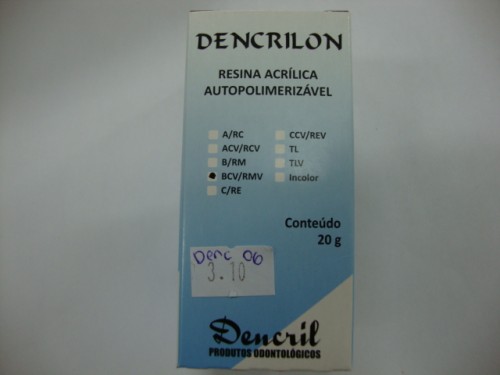 DENCRILON
RESINA ACRÍLICA
AUTOPOLIMERIZÁVEL
A/RC
ACV/RCV
B/RM
BCV/RMV
C/RE
CCV/REV
TL
TLV
Incolor
Conteúdo
20 g
Denc 06
3.10
Dencril
PRODUTOS ODONTOLÓGICOS